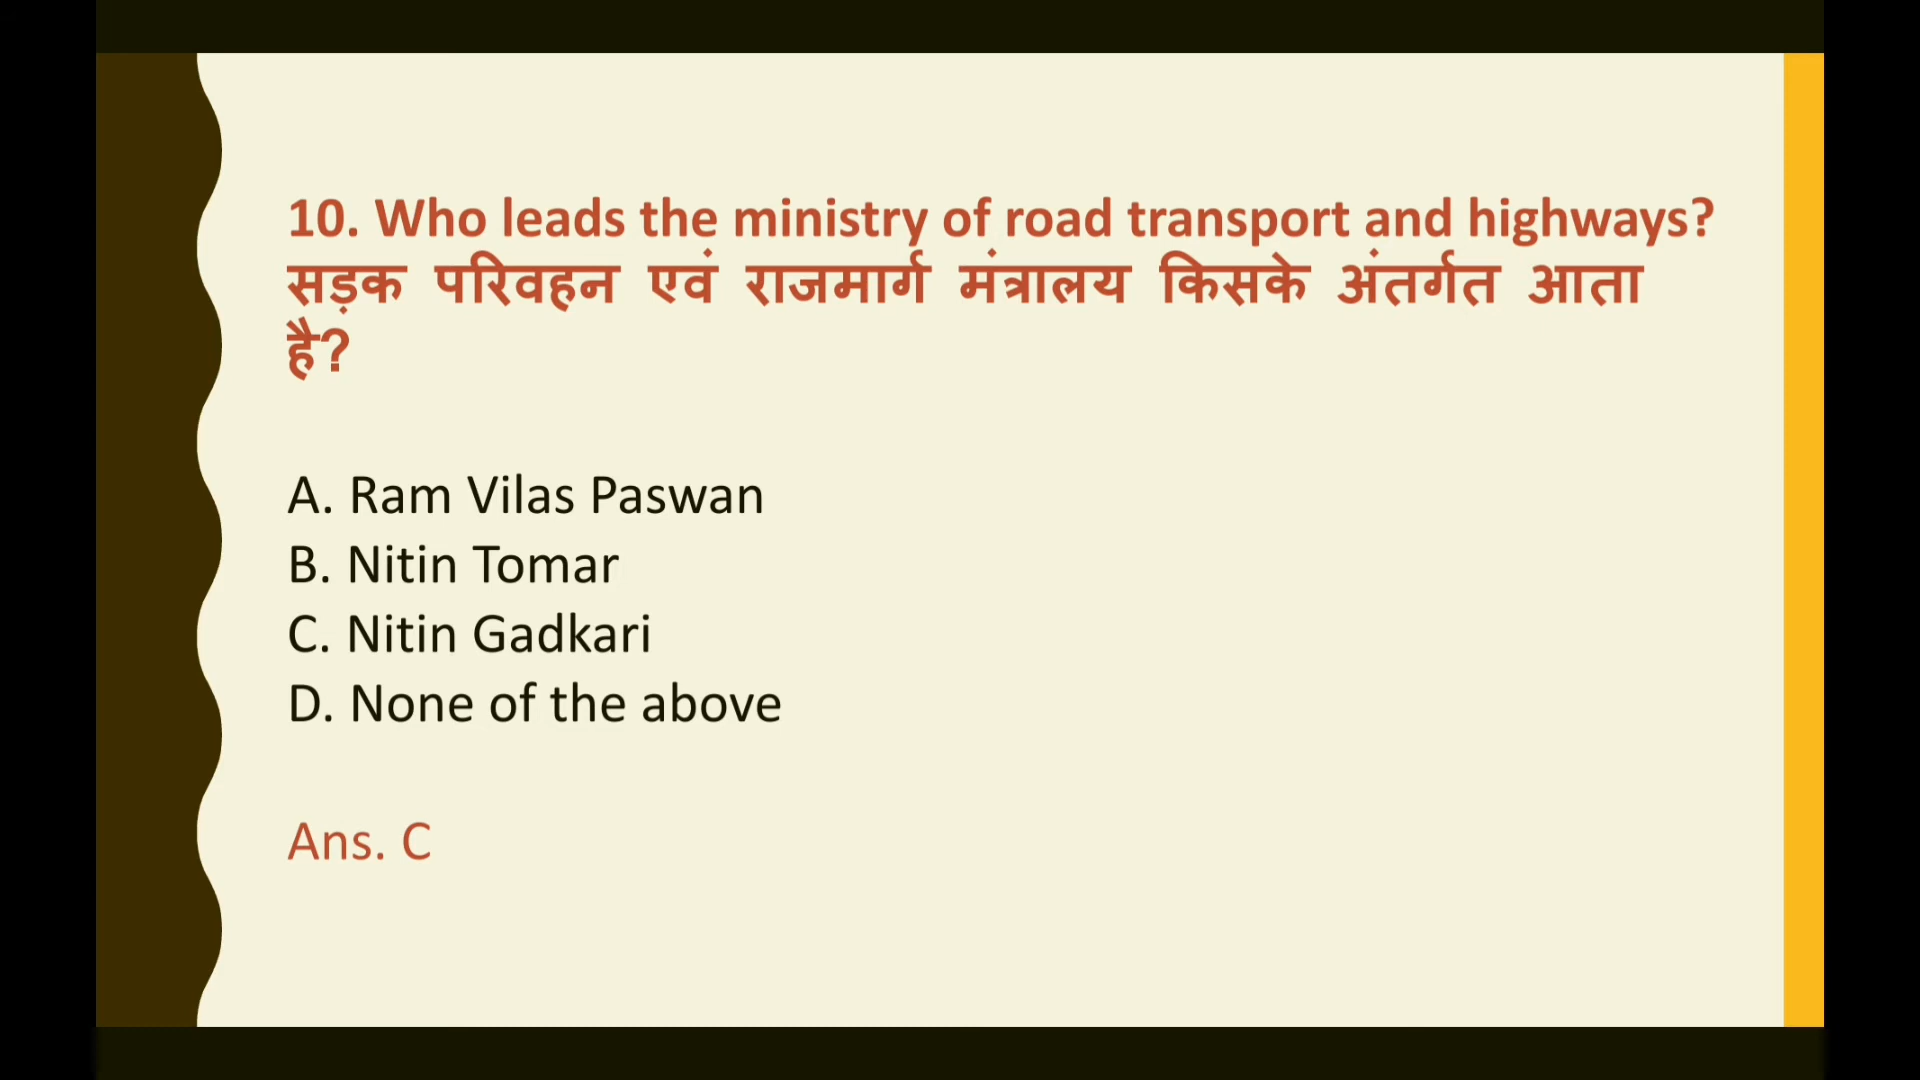 10. Who leads the ministry of road transport and highways?
सड़क परिवहन एवं राजमार्ग मंत्रालय किसके अंतर्गत आता
है?
A. Ram Vilas Paswan
B. Nitin Tomar
C. Nitin Gadkari
D. None of the above
Ans. C